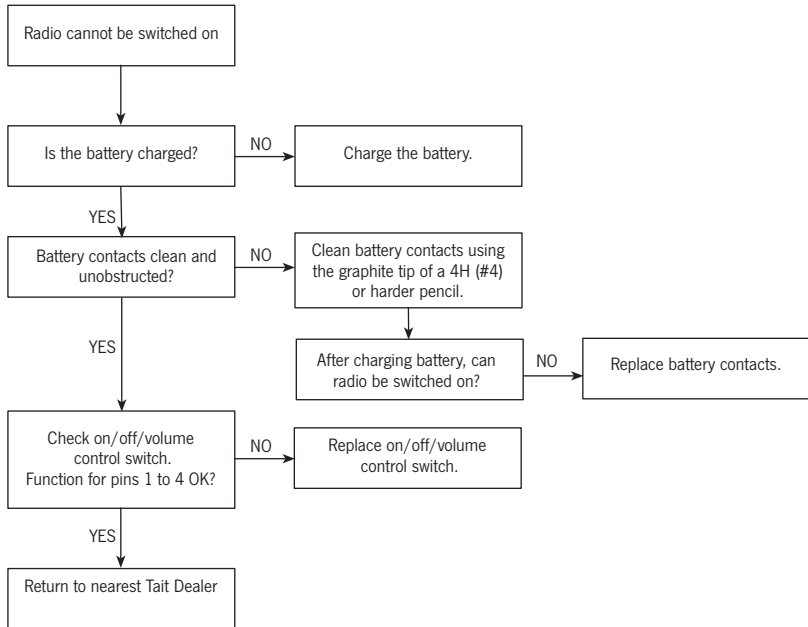 Radio cannot be switched on
Is the battery charged?
NO
Charge the battery.
YES
Battery contacts clean and
unobstructed?
NO
Clean battery contacts using
the graphite tip of a 4H (#4)
or harder pencil.
YES
After charging battery, can
radio be switched on?
NO
Replace battery contacts.
Check on/off/volume
control switch.
Function for pins 1 to 4 OK?
NO
Replace on/off/volume
control switch.
YES
Return to nearest Tait Dealer